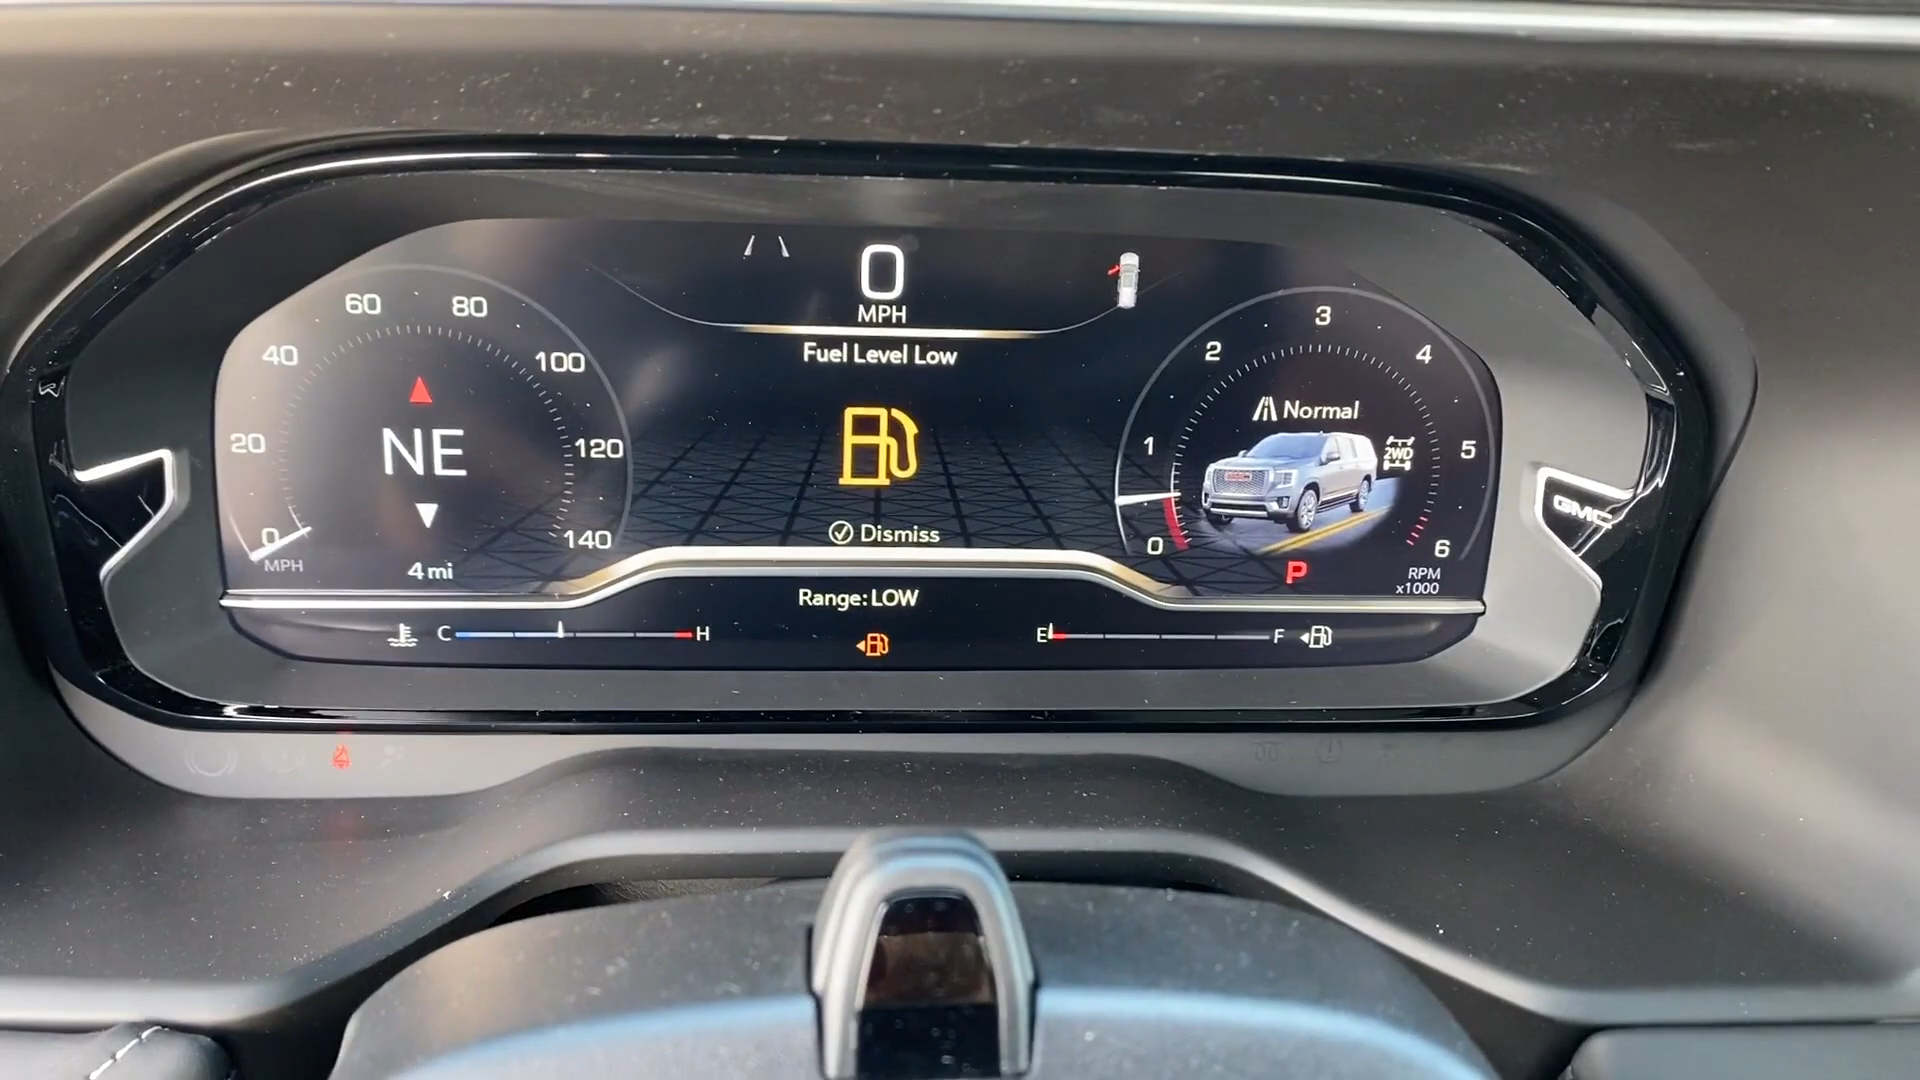 0
MPH
Fuel Level Low
Dismiss
0
20
40
60
80
100
120
140
MPH
NE
4 mi
0
1
2
3
4
5
6
Normal
2WD
P
RPM
x1000
Range: LOW
C
H
E
F
GMC